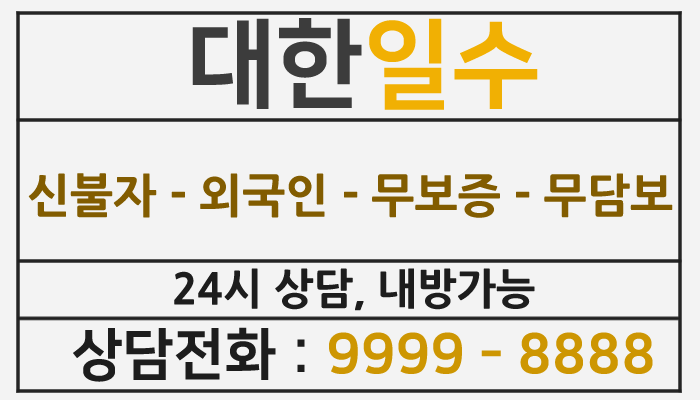 대한일수
신불자 - 외국인 - 무보증 - 무담보
24시 상담, 내방가능
상담전화 : 9999 - 8888